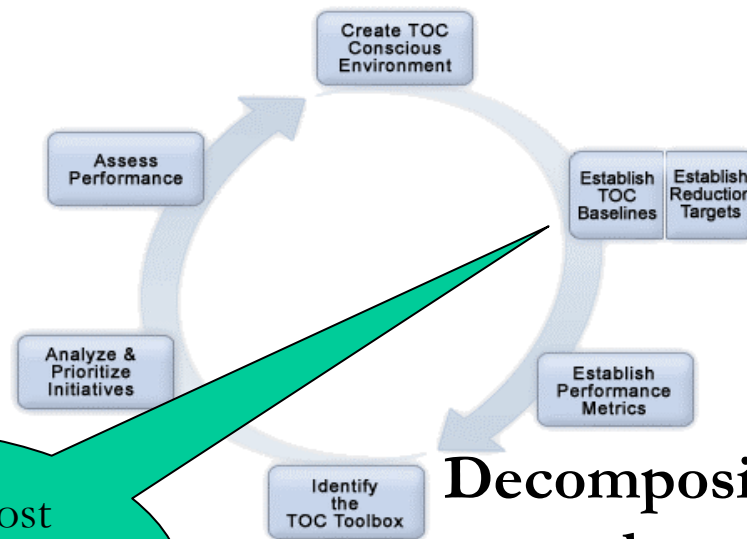 Create TOC
Conscious
Environment
Assess
Performance
Establish
TOC
Baselines
Establish
Reduction
Targets
Analyze &
Prioritize
Initiatives
Establish
Performance
Metrics
Identify
the
TOC Toolbox